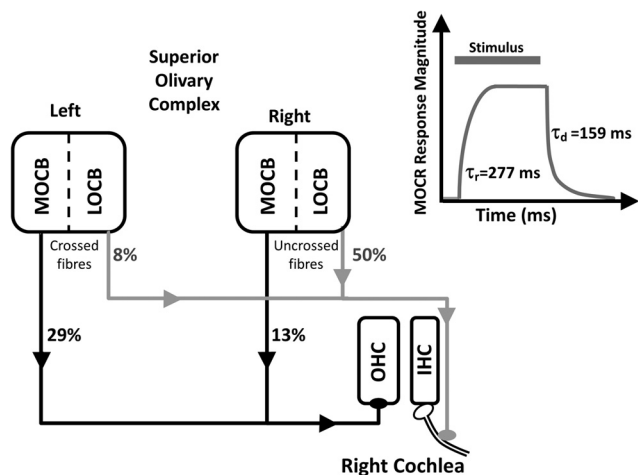 Superior
Olivary
Complex
Left
Right
MOCB
LOCB
MOCB
LOCB
Crossed
fibres
8%
Uncrossed
fibres
50%
29%
13%
OHC
IHC
Right Cochlea
MOCR Response Magnitude
Stimulus
τd =159 ms
τr=277 ms
Time (ms)